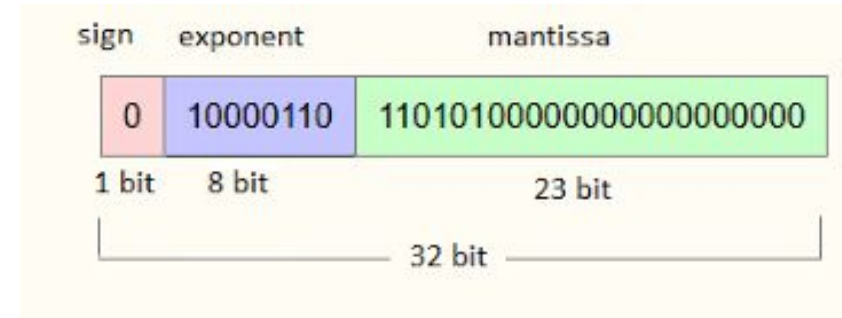 sign exponent mantissa
0 10000110 11010100000000000000000
1 bit 8 bit 23 bit
32 bit